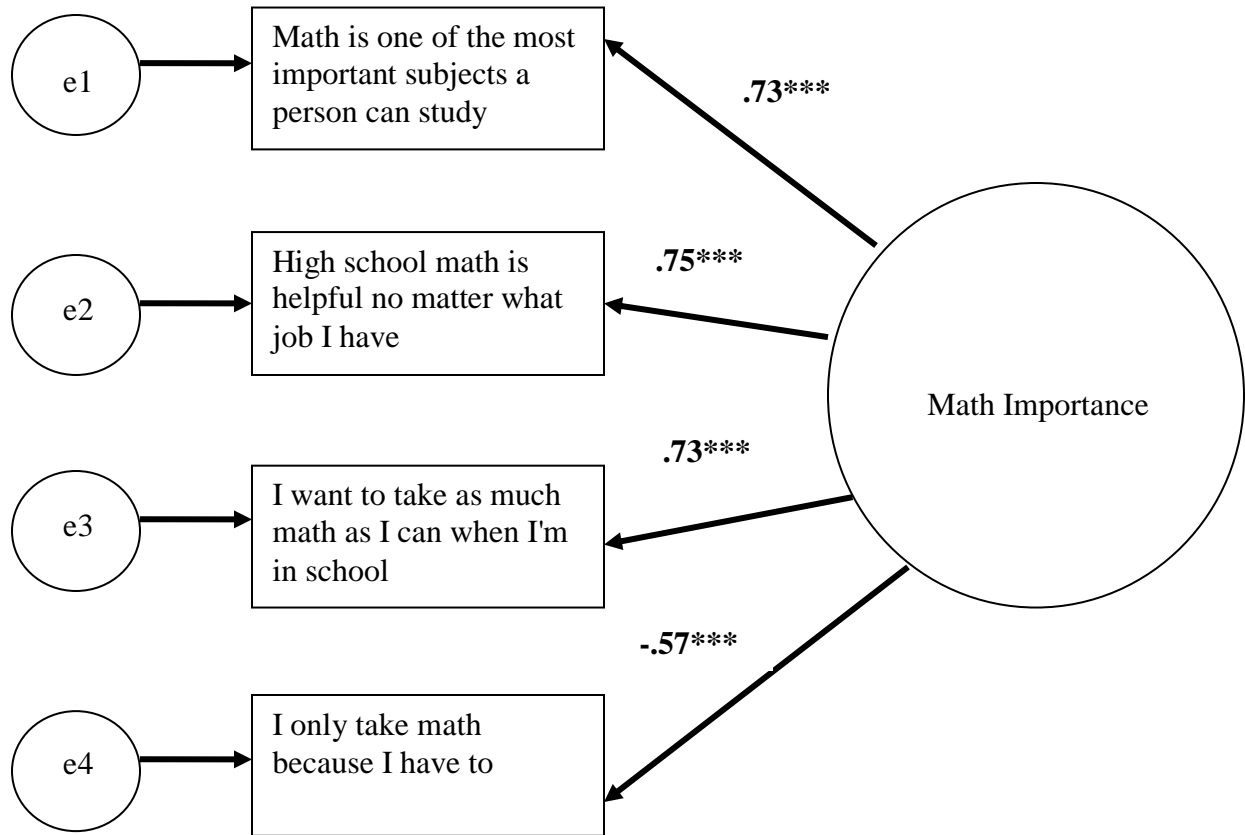 e1
Math is one of the most
important subjects a
person can study
.73***
e2
High school math is
helpful no matter what
job I have
.75***
Math Importance
e3
I want to take as much
math as I can when I'm
in school
.73***
e4
I only take math
because I have to
-.57***